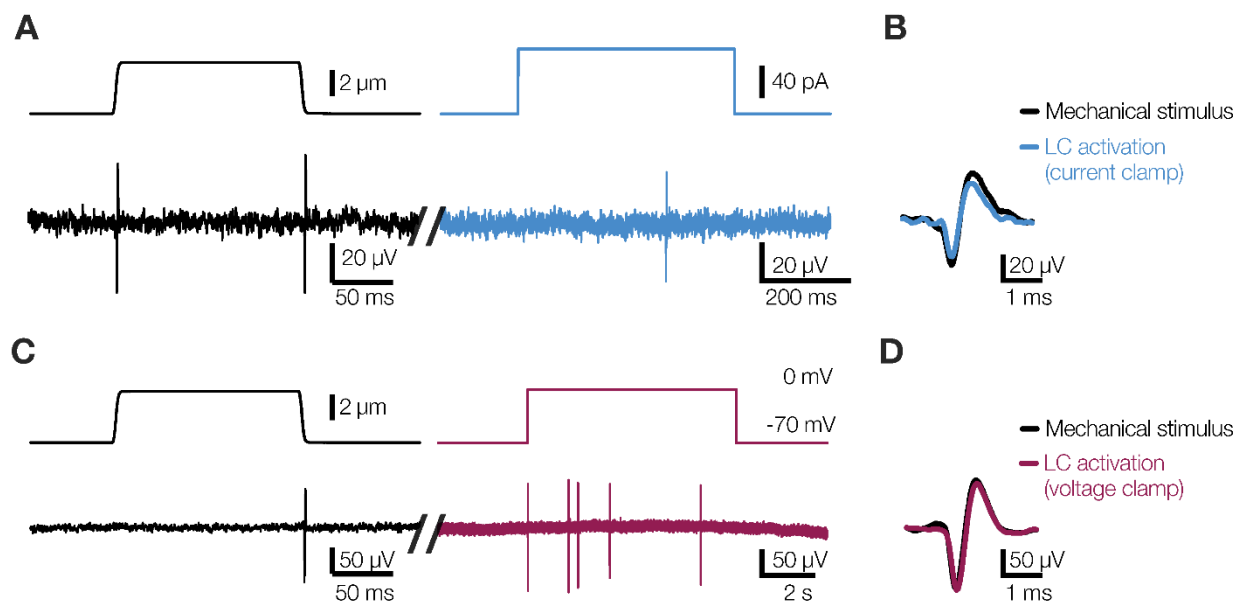 A
2 µm
40 pA
20 µV
50 ms
20 µV
200 ms
B
Mechanical stimulus
LC activation
(current clamp)
20 µV
1 ms
C
2 µm
0 mV
-70 mV
50 µV
50 ms
50 µV
2 s
D
Mechanical stimulus
LC activation
(voltage clamp)
50 µV
1 ms